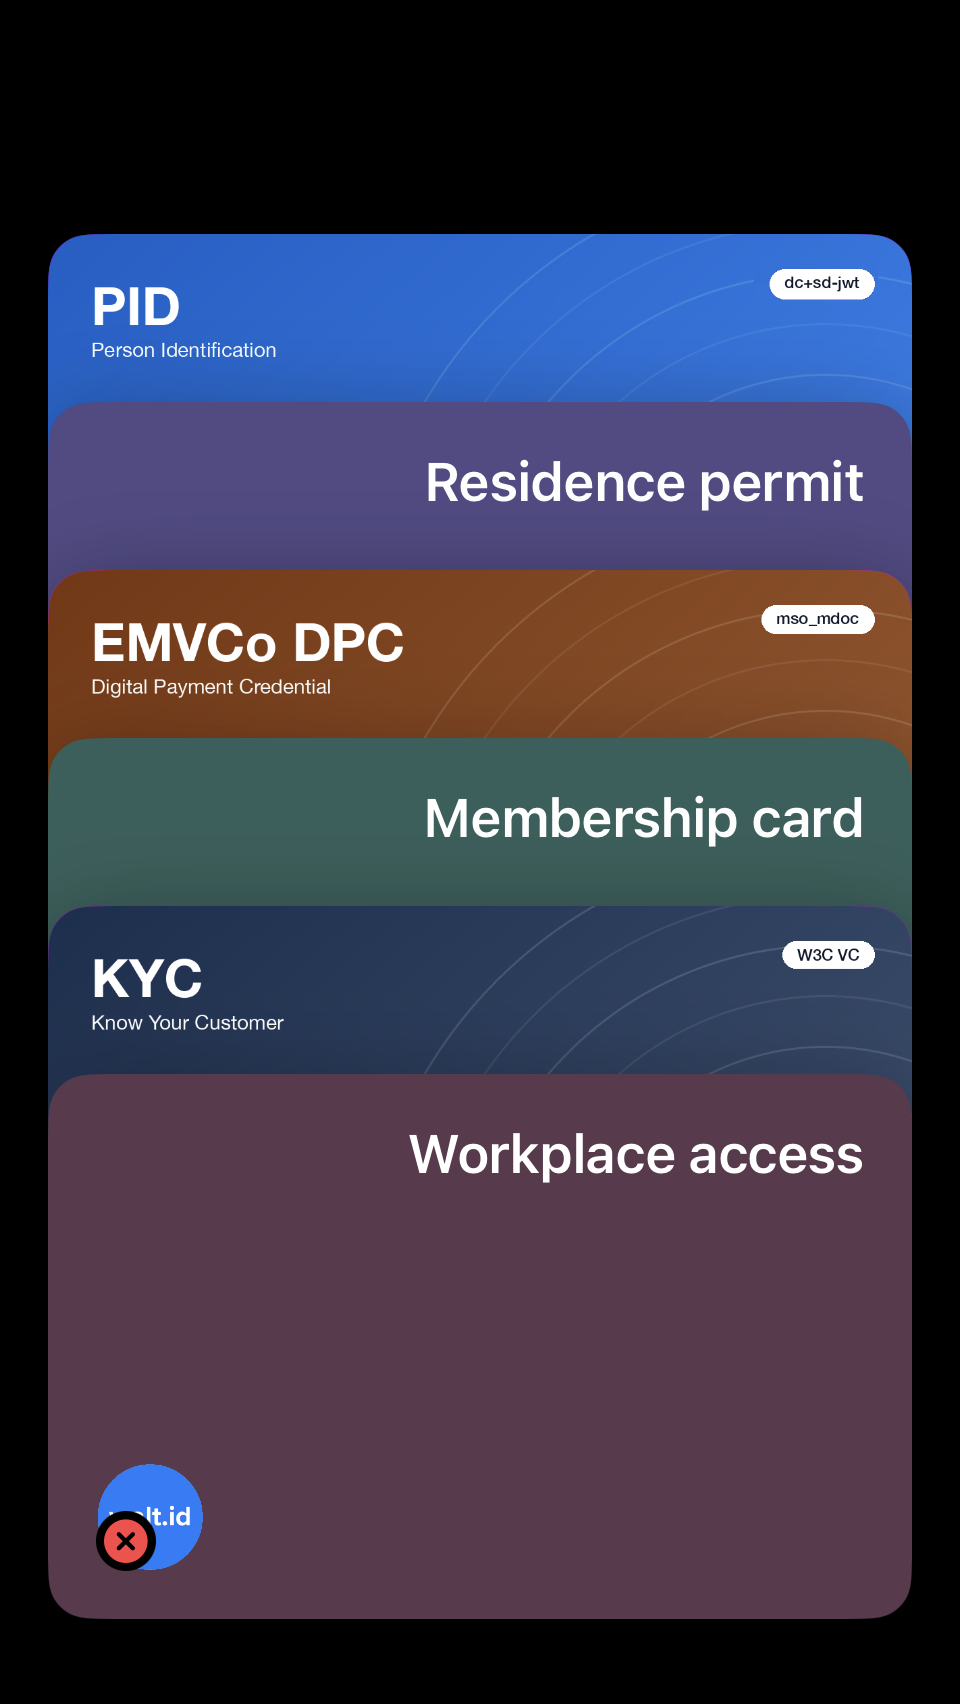 PID
dc+sd-jwt
Person Identification
Residence permit
EMVCo DPC
mso_mdoc
Digital Payment Credential
Membership card
KYC
W3C VC
Know Your Customer
Workplace access